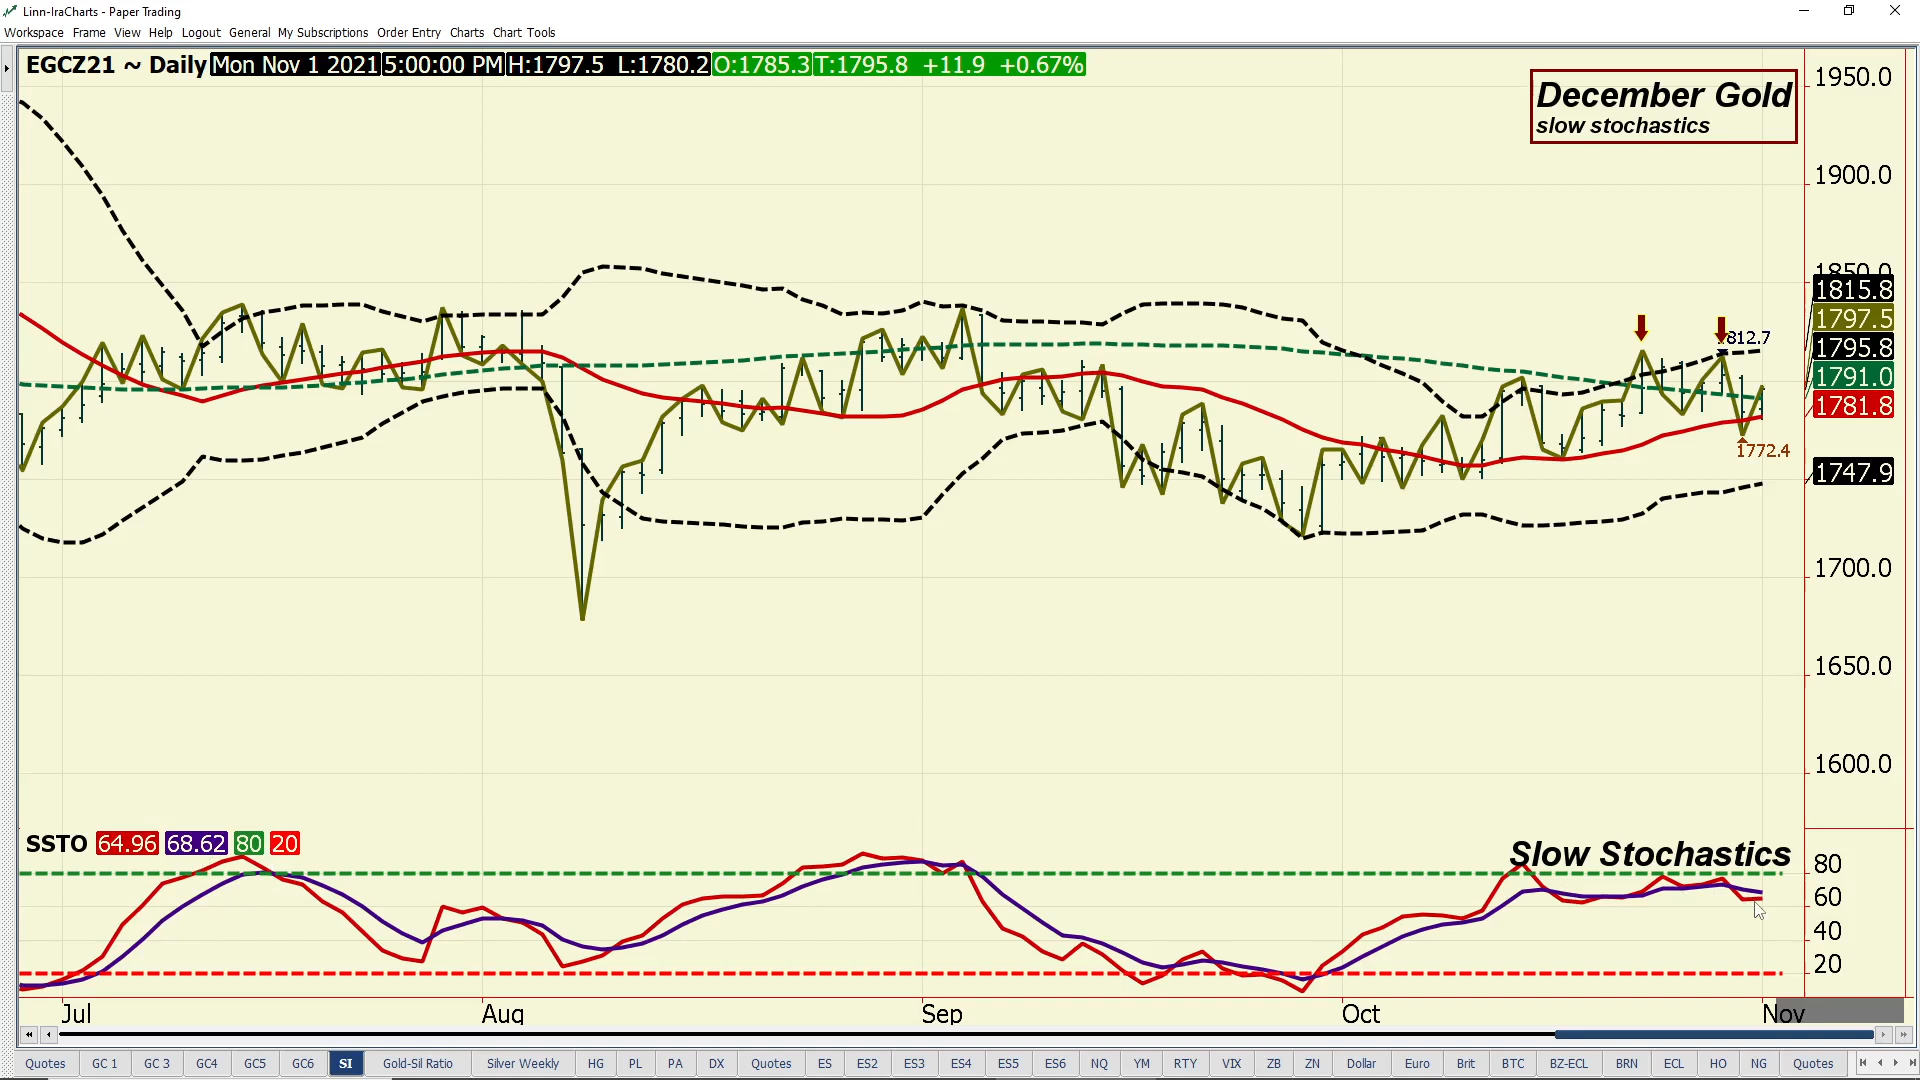 Linn-IraCharts - Paper Trading
Workspace Frame View Help Logout General My Subscriptions Order Entry Charts Chart Tools
EGCZ21 ~ Daily Mon Nov 1 2021 5:00:00 PM H:1797.5 L:1780.2 O:1785.3 T:1795.8 +11.9 +0.67%
December Gold
slow stochastics
1950.0
1900.0
1850.0
1815.8
1797.5
1795.8
1791.0
1781.8
1747.9
1700.0
1650.0
1600.0
1812.7
1772.4
SSTO 64.96 68.62 80 20
Slow Stochastics
80
60
40
20
Jul Aug Sep Oct Nov
Quotes GC 1 GC 3 GC4 GC5 GC6 SI Gold-Sil Ratio Silver Weekly HG PL PA DX Quotes ES ES2 ES3 ES4 ES5 ES6 NQ YM RTY VIX ZB ZN Dollar Euro Brit BTC BZ-ECL BRN ECL HO NG Quotes